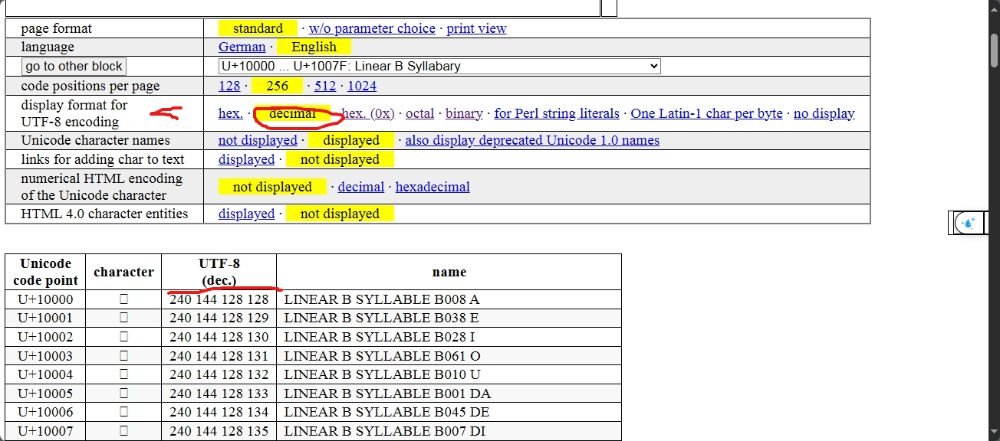 page format standard · w/o parameter choice · print view
language German · English
go to other block U+10000 ... U+1007F: Linear B Syllabary
code positions per page 128 · 256 · 512 · 1024
display format for
UTF-8 encoding hex. · decimal · hex. (0x) · octal · binary · for Perl string literals · One Latin-1 char per byte · no display
Unicode character names not displayed · displayed · also display deprecated Unicode 1.0 names
links for adding char to text displayed · not displayed
numerical HTML encoding
of the Unicode character not displayed · decimal · hexadecimal
HTML 4.0 character entities displayed · not displayed
Unicode
code point character UTF-8
(dec.) name
U+10000 240 144 128 128 LINEAR B SYLLABLE B008 A
U+10001 240 144 128 129 LINEAR B SYLLABLE B038 E
U+10002 240 144 128 130 LINEAR B SYLLABLE B028 I
U+10003 240 144 128 131 LINEAR B SYLLABLE B061 O
U+10004 240 144 128 132 LINEAR B SYLLABLE B010 U
U+10005 240 144 128 133 LINEAR B SYLLABLE B001 DA
U+10006 240 144 128 134 LINEAR B SYLLABLE B045 DE
U+10007 240 144 128 135 LINEAR B SYLLABLE B007 DI